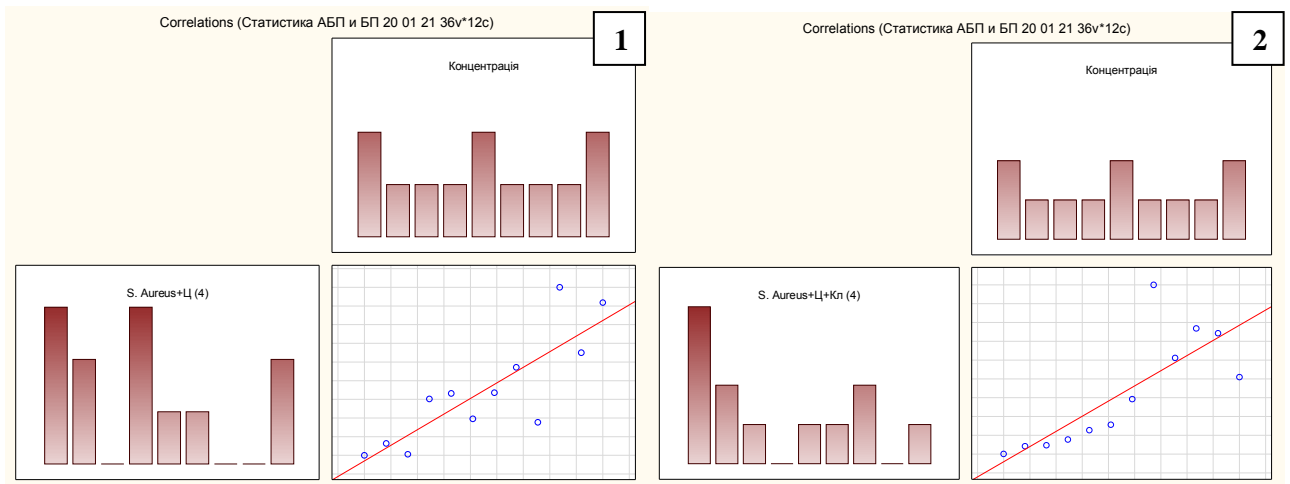 Correlations (Статистика АБП и БП 20 01 21 36v*12c)
1
Концентрація
S. Aureus+Ц (4)
Correlations (Статистика АБП и БП 20 01 21 36v*12c)
2
Концентрація
S. Aureus+Ц+Кл (4)